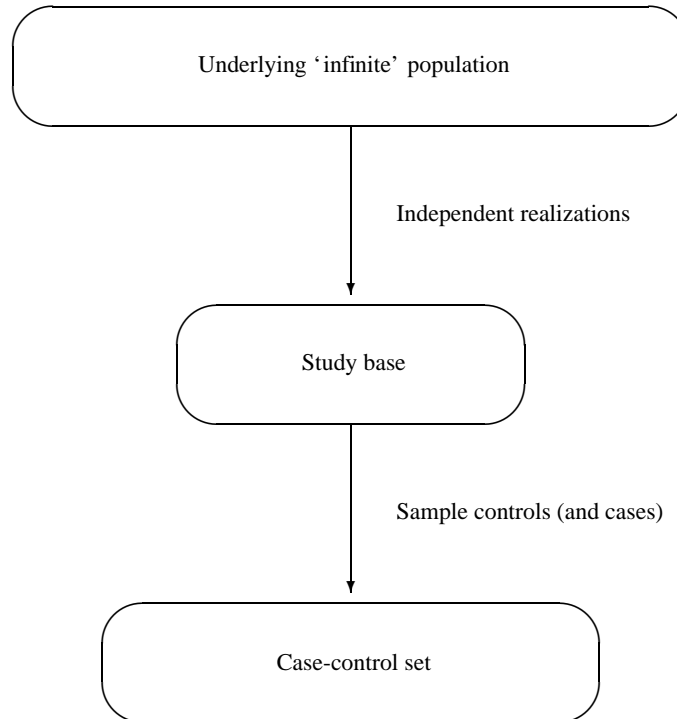 Underlying ‘infinite’ population
Independent realizations
Study base
Sample controls (and cases)
Case-control set